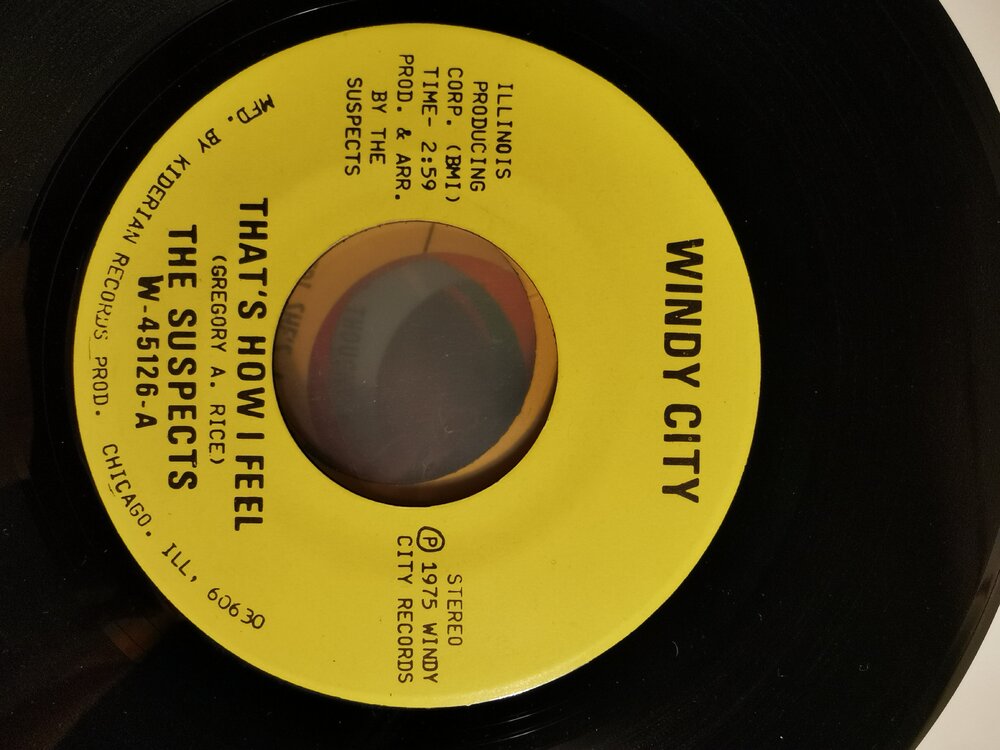 WINDY CITY
ILLINOIS
PRODUCING
CORP. (BMI)
TIME- 2:59
PROD. & ARR.
BY THE
SUSPECTS
STEREO
Ⓟ 1975 WINDY
CITY RECORDS
THAT'S HOW I FEEL
(GREGORY A. RICE)
THE SUSPECTS
W-45126-A
MFD. BY KIDERIAN RECORDS PROD. CHICAGO. ILL, 60630